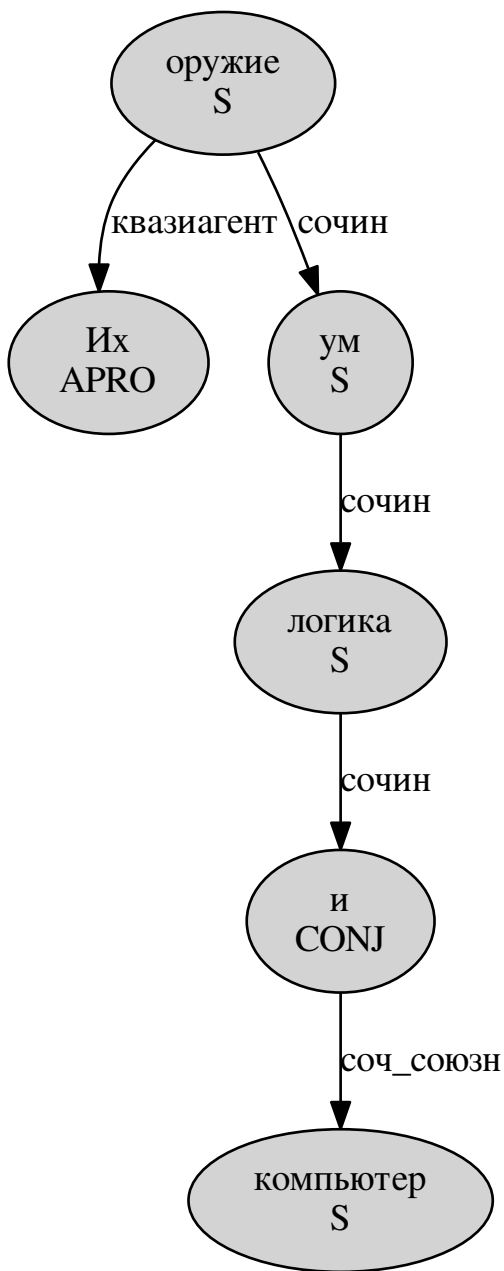 оружие
S
квазиагент
сочин
Их
APRO
ум
S
сочин
логика
S
сочин
и
CONJ
соч_союзн
компьютер
S